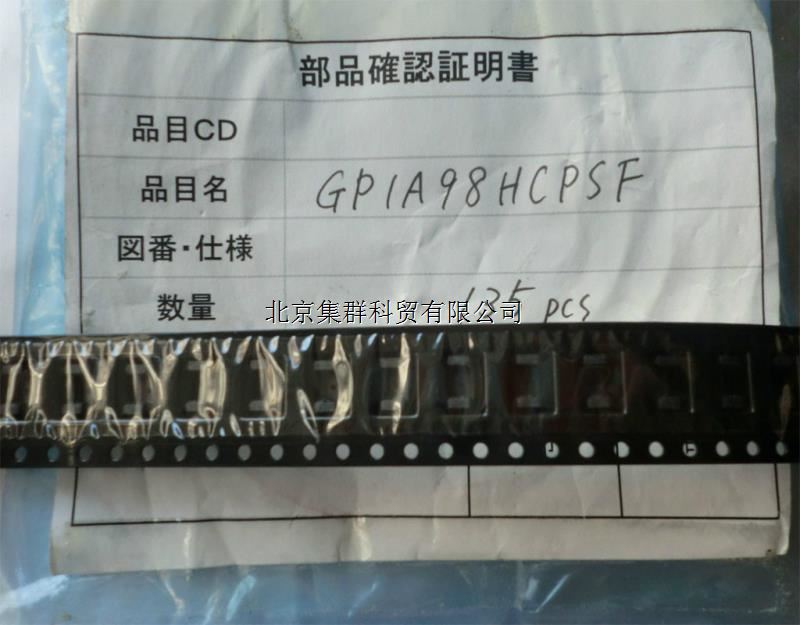 部品確認証明書
品目CD
品目名 GP1A98HCPSF
図番・仕様
数量 135 pcs
北京集群科贸有限公司